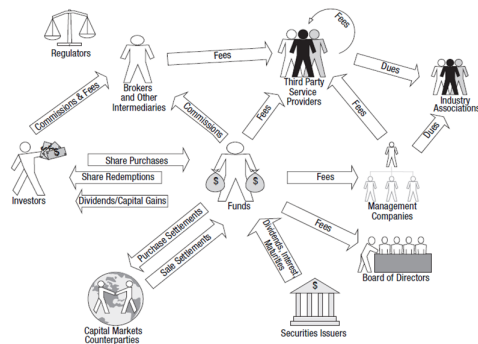 Fees
Regulators
Brokers
and Other
Intermediaries
Fees
Third Party
Service
Providers
Dues
Industry
Associations
Commissions & Fees
Commissions
Fees
Fees
Dues
Share Purchases
Share Redemptions
Dividends/Capital Gains
Investors
$
$
Funds
Fees
Management
Companies
Purchase Settlements
Sale Settlements
Dividends, Interest
Maturities
Fees
Board of Directors
$
Capital Markets
Counterparties
Securities Issuers